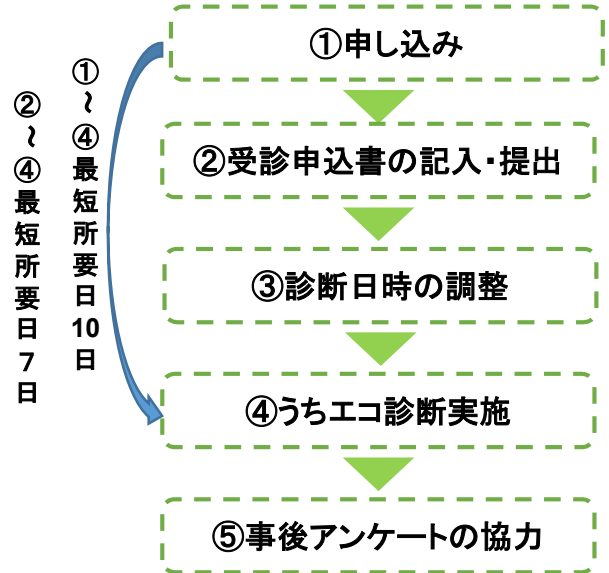 ①申し込み
②受診申込書の記入・提出
③診断日時の調整
④うちエコ診断実施
⑤事後アンケートの協力
①～④最短所要日10日
②～④最短所要日７日